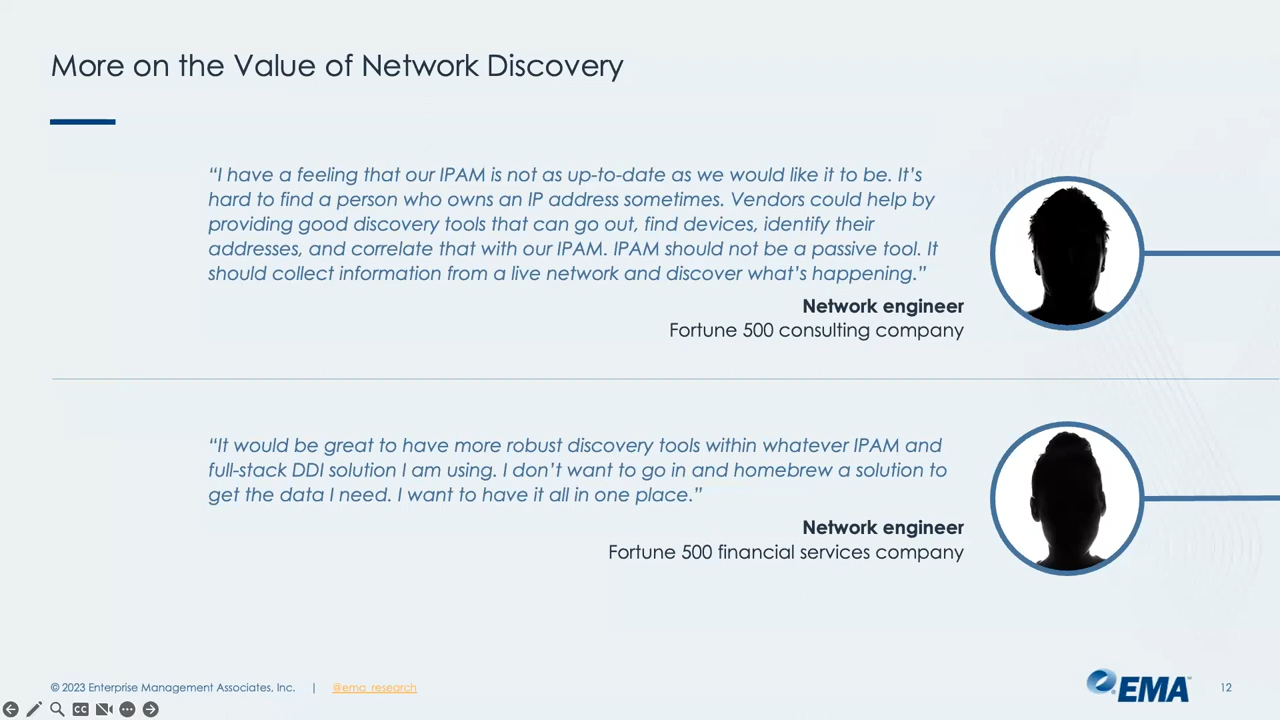 More on the Value of Network Discovery
“I have a feeling that our IPAM is not as up-to-date as we would like it to be. It’s
hard to find a person who owns an IP address sometimes. Vendors could help by
providing good discovery tools that can go out, find devices, identify their
addresses, and correlate that with our IPAM. IPAM should not be a passive tool. It
should collect information from a live network and discover what’s happening.”
Network engineer
Fortune 500 consulting company
“It would be great to have more robust discovery tools within whatever IPAM and
full-stack DDI solution I am using. I don’t want to go in and homebrew a solution to
get the data I need. I want to have it all in one place.”
Network engineer
Fortune 500 financial services company
© 2023 Enterprise Management Associates, Inc. | @ema_research
EMA
12
CC